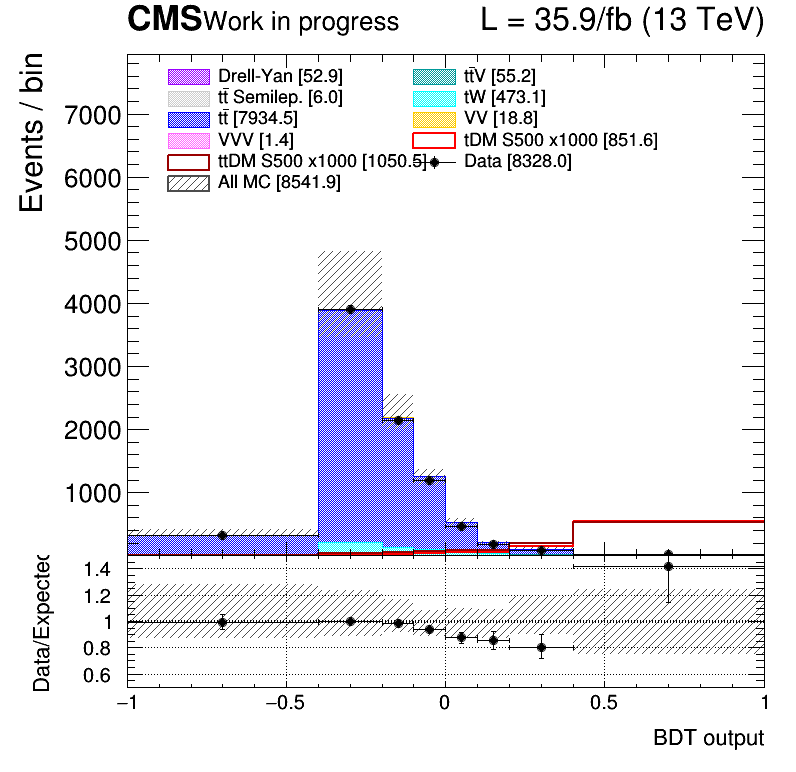 CMS Work in progress L = 35.9/fb (13 TeV)
Events / bin
Drell-Yan [52.9] tt̄V [55.2]
tt̄ Semilep. [6.0] tW [473.1]
tt̄ [7934.5] VV [18.8]
VVV [1.4] tDM S500 x1000 [851.6]
ttDM S500 x1000 [1050.5] Data [8328.0]
All MC [8541.9]
7000
6000
5000
4000
3000
2000
1000
Data/Expected
1.4
1.2
1
0.8
0.6
−1 −0.5 0 0.5 1
BDT output